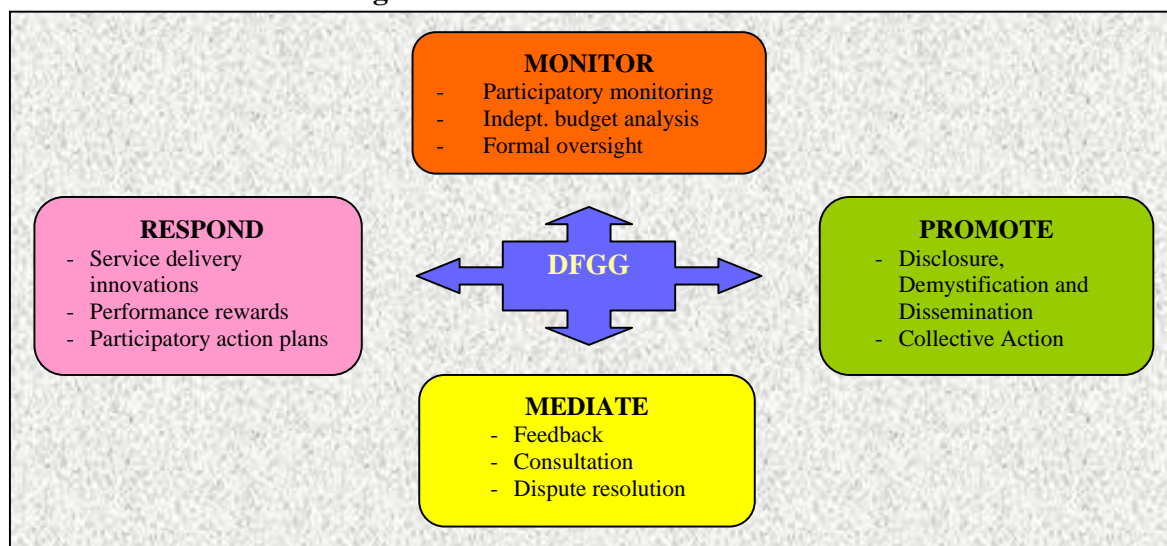 MONITOR
- Participatory monitoring
- Indept. budget analysis
- Formal oversight
RESPOND
- Service delivery
innovations
- Performance rewards
- Participatory action plans
DFGG
PROMOTE
- Disclosure,
Demystification and
Dissemination
- Collective Action
MEDIATE
- Feedback
- Consultation
- Dispute resolution